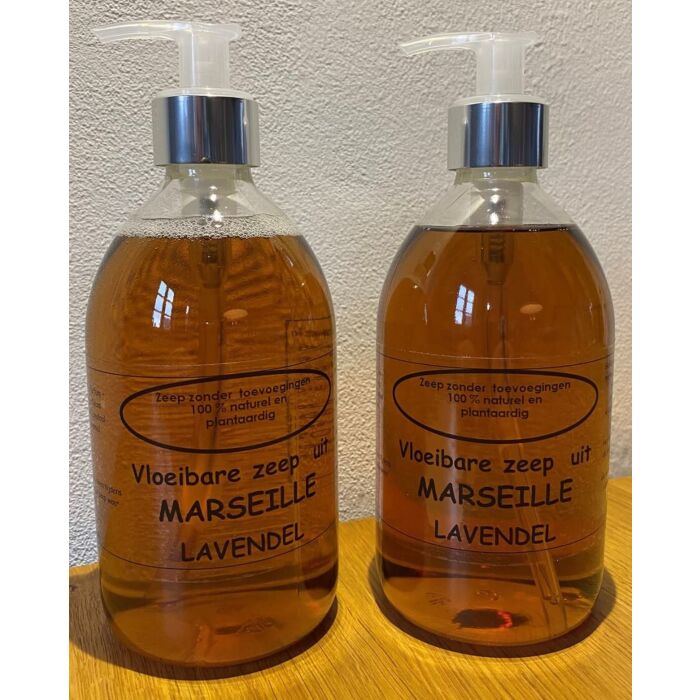 Zeep zonder toevoegingen
100 % naturel en
plantaardig
Vloeibare zeep uit
MARSEILLE
LAVENDEL
Zeep zonder toevoegingen
100 % naturel en
plantaardig
Vloeibare zeep uit
MARSEILLE
LAVENDEL